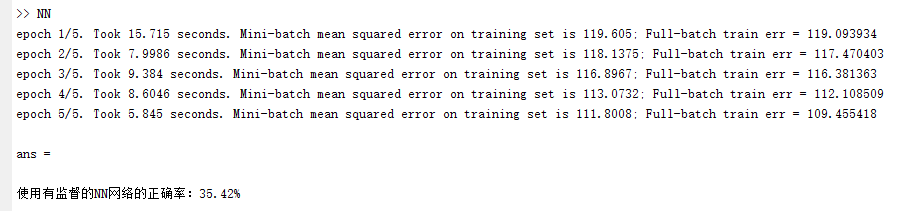 >> NN
epoch 1/5. Took 15.715 seconds. Mini-batch mean squared error on training set is 119.605; Full-batch train err = 119.093934
epoch 2/5. Took 7.9986 seconds. Mini-batch mean squared error on training set is 118.1375; Full-batch train err = 117.470403
epoch 3/5. Took 9.384 seconds. Mini-batch mean squared error on training set is 116.8967; Full-batch train err = 116.381363
epoch 4/5. Took 8.6046 seconds. Mini-batch mean squared error on training set is 113.0732; Full-batch train err = 112.108509
epoch 5/5. Took 5.845 seconds. Mini-batch mean squared error on training set is 111.8008; Full-batch train err = 109.455418
ans =
使用有监督的NN网络的正确率：35.42%